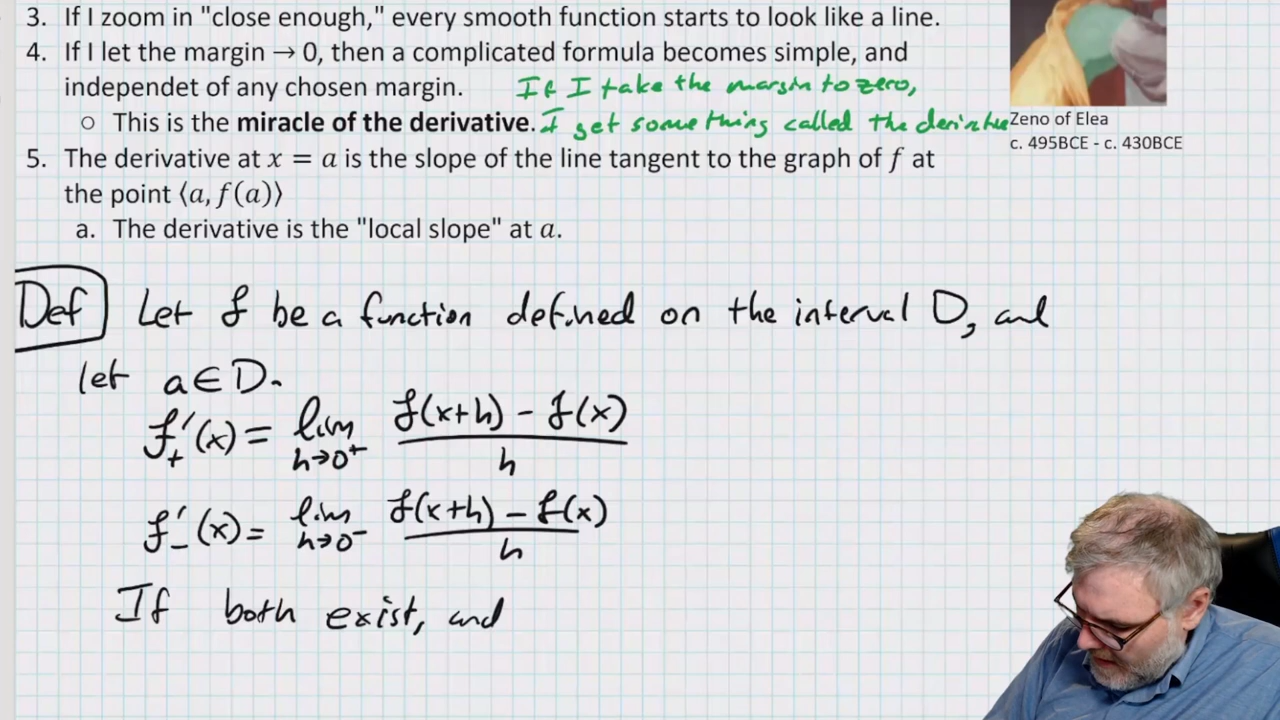 3. If I zoom in "close enough," every smooth function starts to look like a line.
4. If I let the margin → 0, then a complicated formula becomes simple, and
independet of any chosen margin. If I take the margin to zero,
○ This is the miracle of the derivative. I get something called the derivative
Zeno of Elea
c. 495BCE - c. 430BCE
5. The derivative at x = a is the slope of the line tangent to the graph of f at
the point ⟨a, f(a)⟩
a. The derivative is the "local slope" at a.
Def Let f be a function defined on the interval D, and
let a∈D.
f₊′(x) = lim h→0⁺ f(x+h) - f(x) / h
f₋′(x) = lim h→0⁻ f(x+h) - f(x) / h
If both exist, and